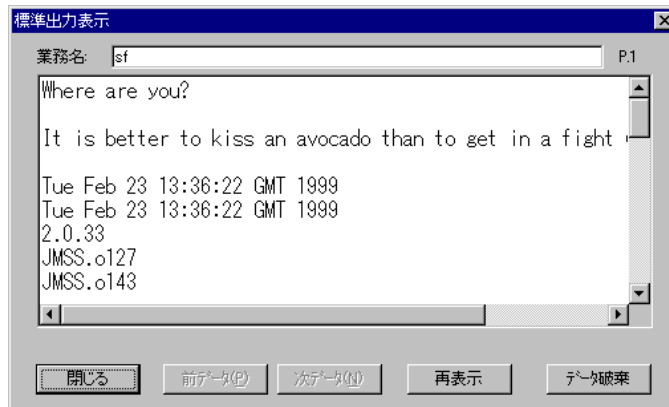 標準出力表示
業務名: sf P.1
Where are you?
It is better to kiss an avocado than to get in a fight
Tue Feb 23 13:36:22 GMT 1999
Tue Feb 23 13:36:22 GMT 1999
2.0.33
JMSS.o127
JMSS.o143
閉じる 前データ(P) 次データ(N) 再表示 データ破棄